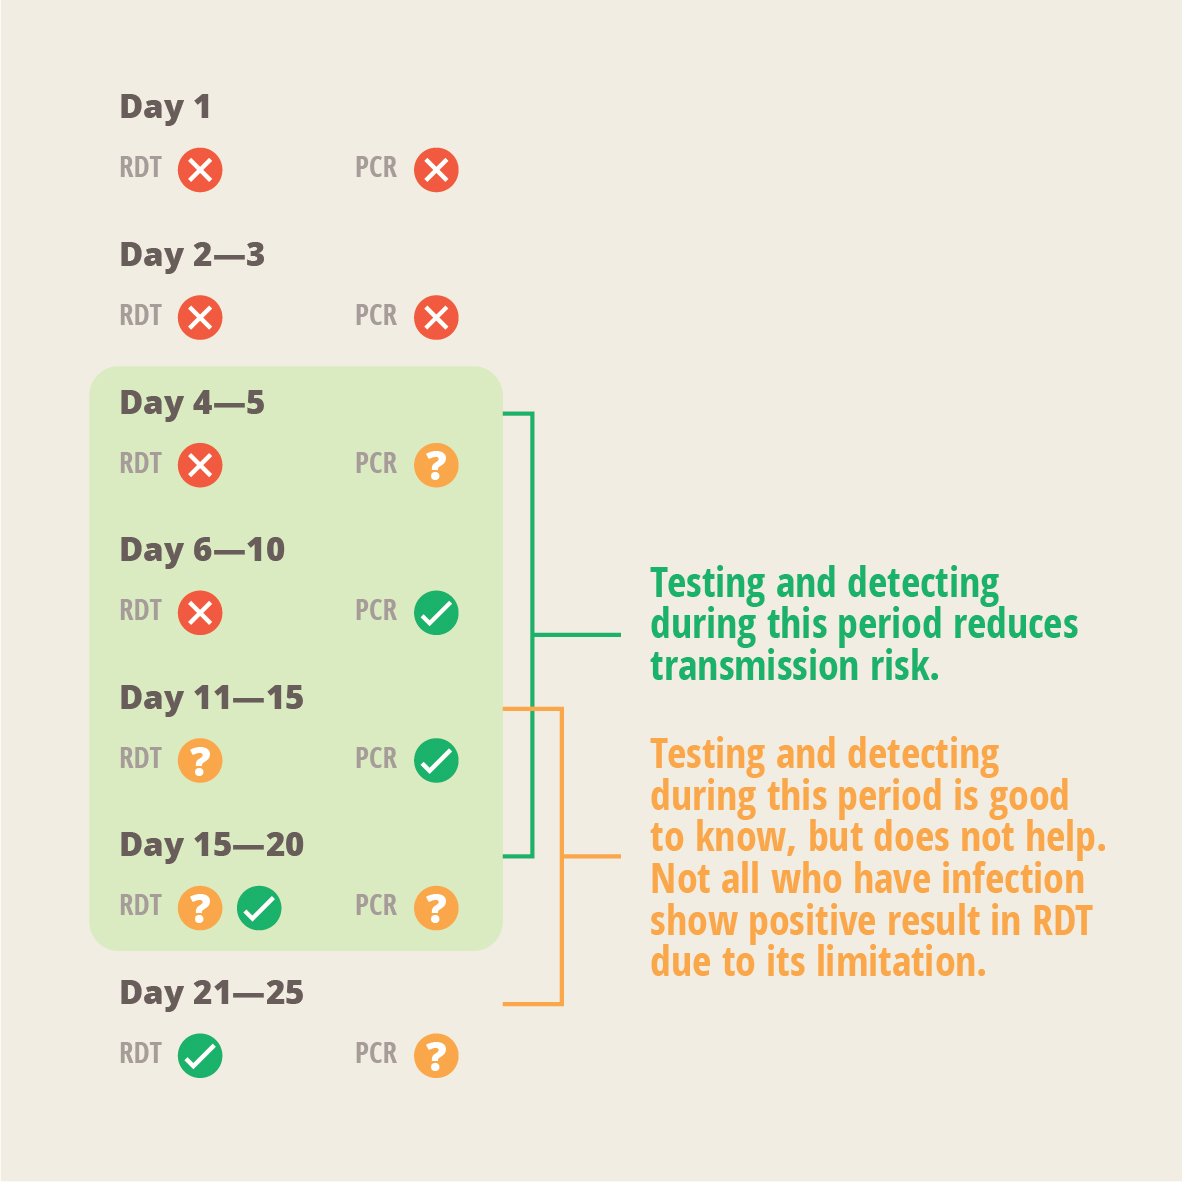 Day 1
RDT PCR
Day 2—3
RDT PCR
Day 4—5
RDT PCR ?
Day 6—10
RDT PCR
Day 11—15
RDT ? PCR
Day 15—20
RDT ? PCR ?
Day 21—25
RDT PCR ?
Testing and detecting
during this period reduces
transmission risk.
Testing and detecting
during this period is good
to know, but does not help.
Not all who have infection
show positive result in RDT
due to its limitation.